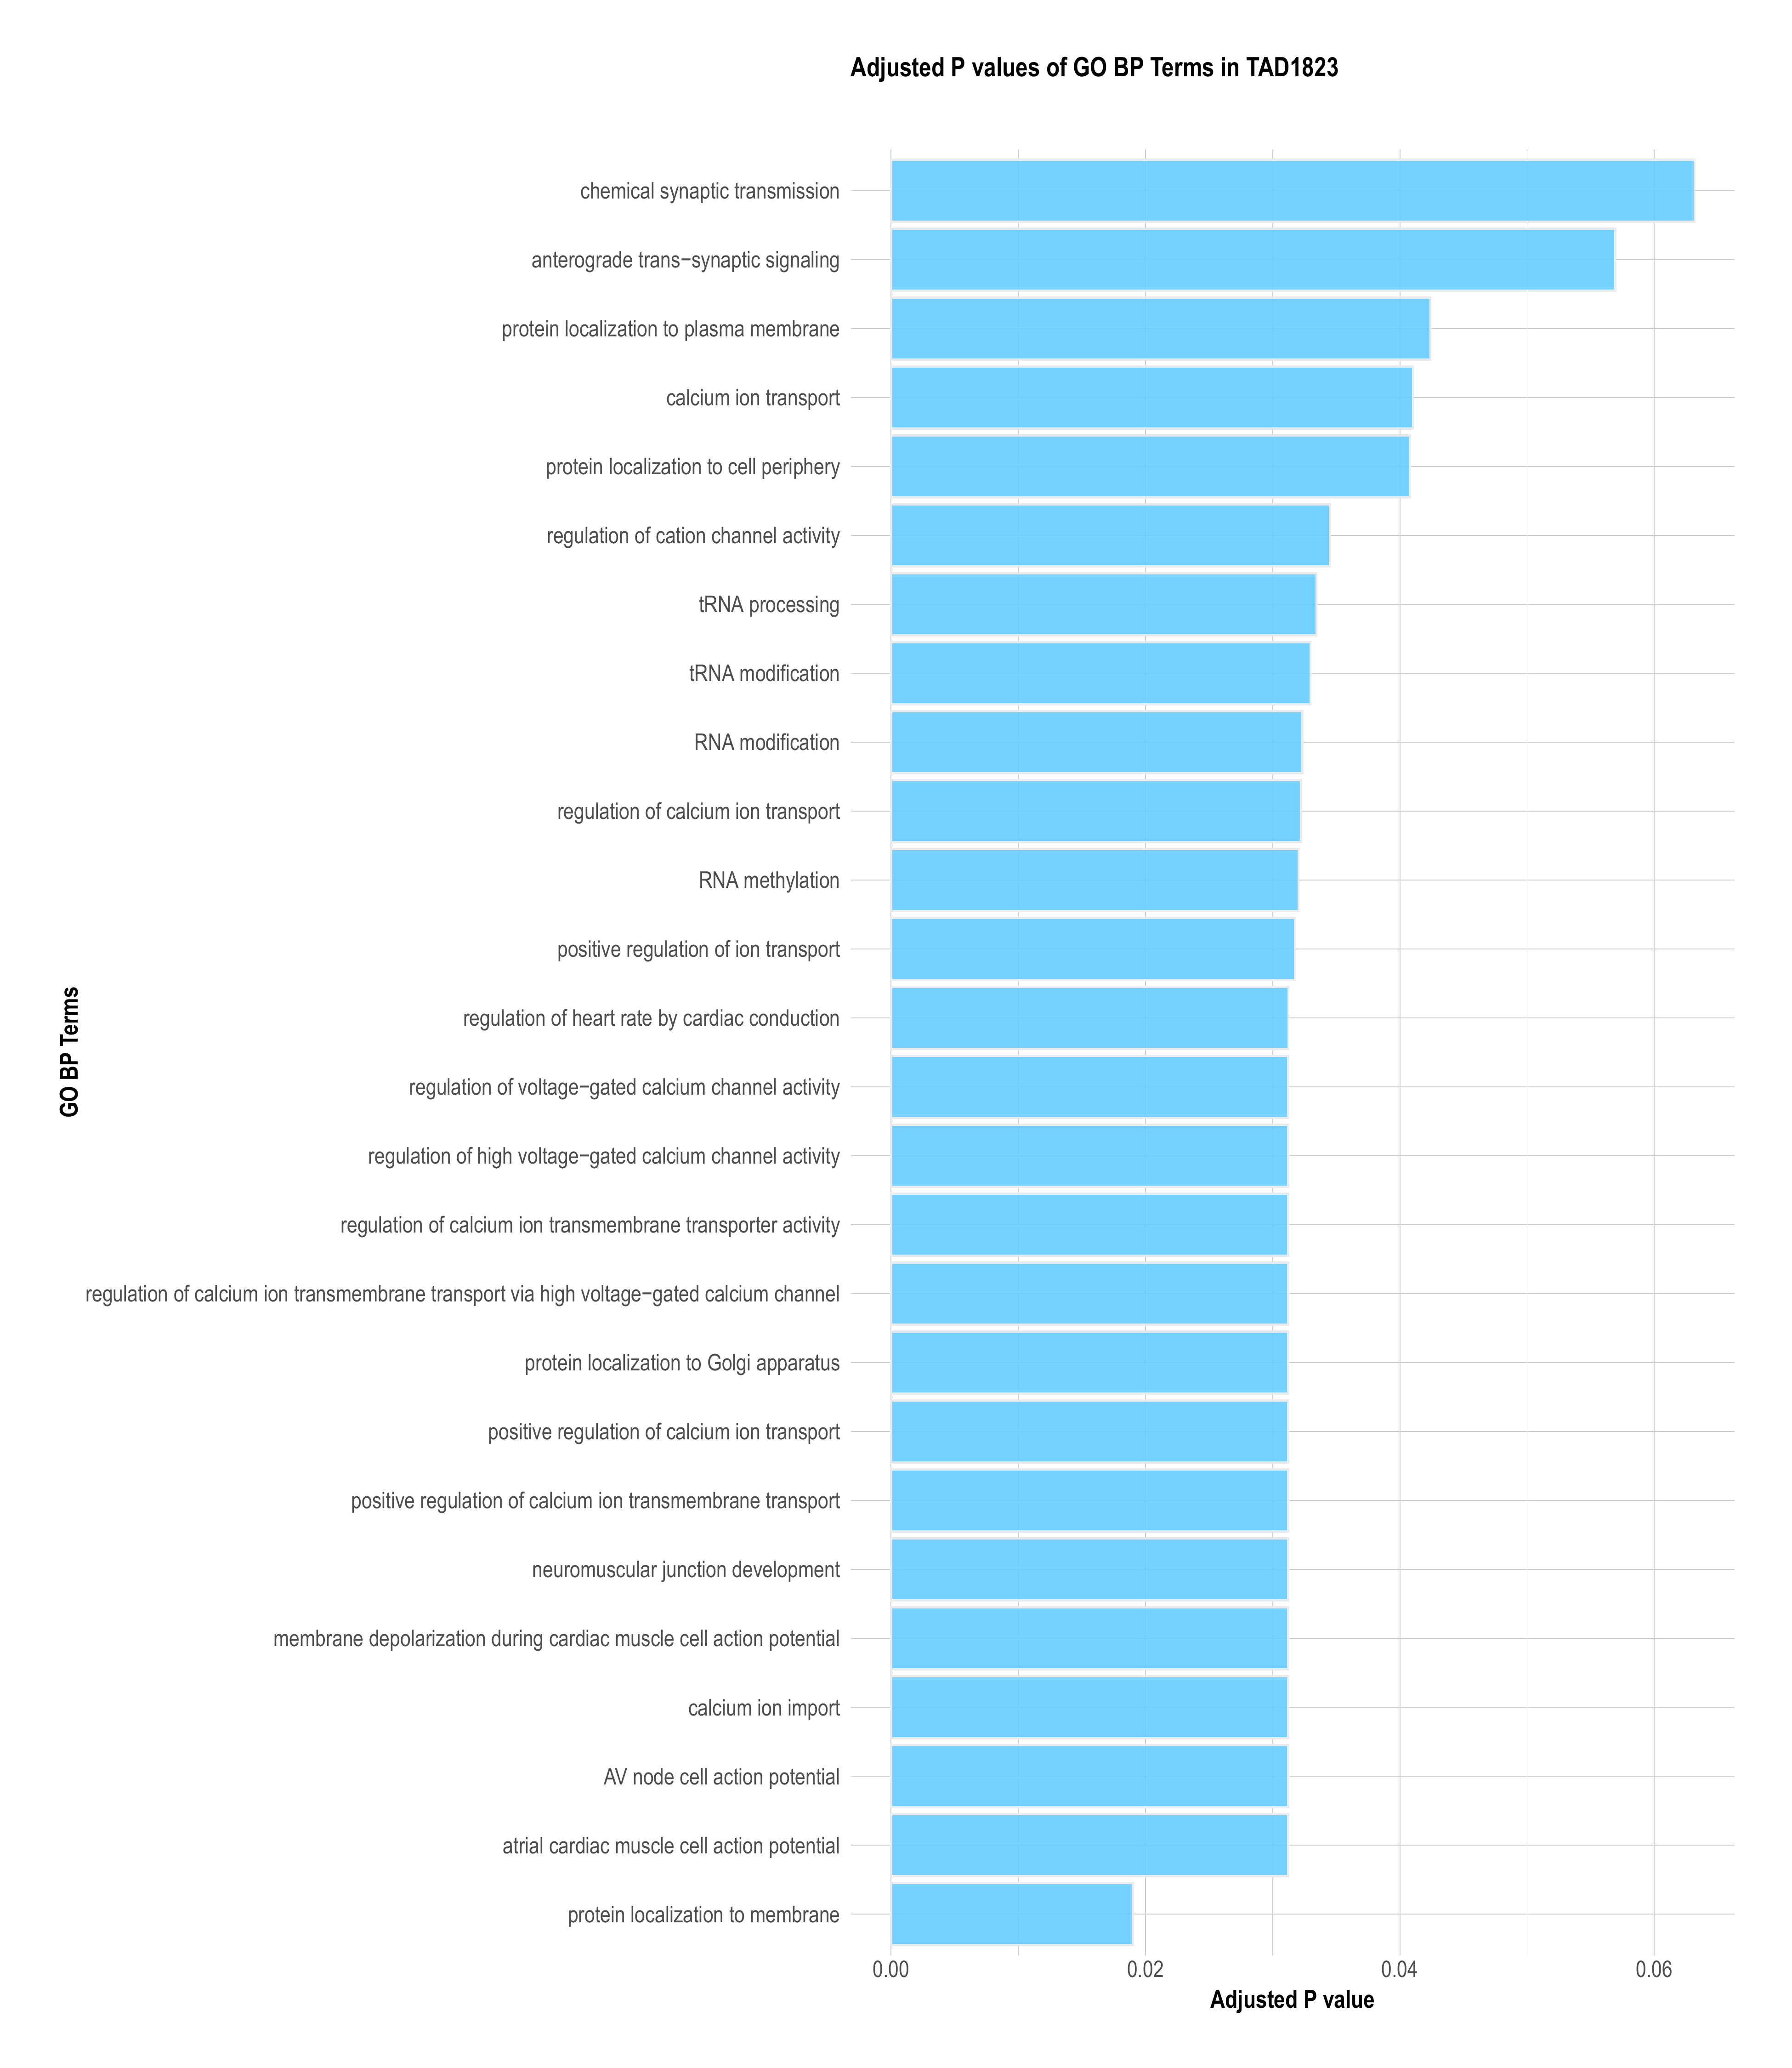 Adjusted P values of GO BP Terms in TAD1823
chemical synaptic transmission
anterograde trans−synaptic signaling
protein localization to plasma membrane
calcium ion transport
protein localization to cell periphery
regulation of cation channel activity
tRNA processing
tRNA modification
RNA modification
regulation of calcium ion transport
RNA methylation
positive regulation of ion transport
regulation of heart rate by cardiac conduction
regulation of voltage−gated calcium channel activity
regulation of high voltage−gated calcium channel activity
regulation of calcium ion transmembrane transporter activity
regulation of calcium ion transmembrane transport via high voltage−gated calcium channel
protein localization to Golgi apparatus
positive regulation of calcium ion transport
positive regulation of calcium ion transmembrane transport
neuromuscular junction development
membrane depolarization during cardiac muscle cell action potential
calcium ion import
AV node cell action potential
atrial cardiac muscle cell action potential
protein localization to membrane
GO BP Terms
0.00 0.02 0.04 0.06
Adjusted P value